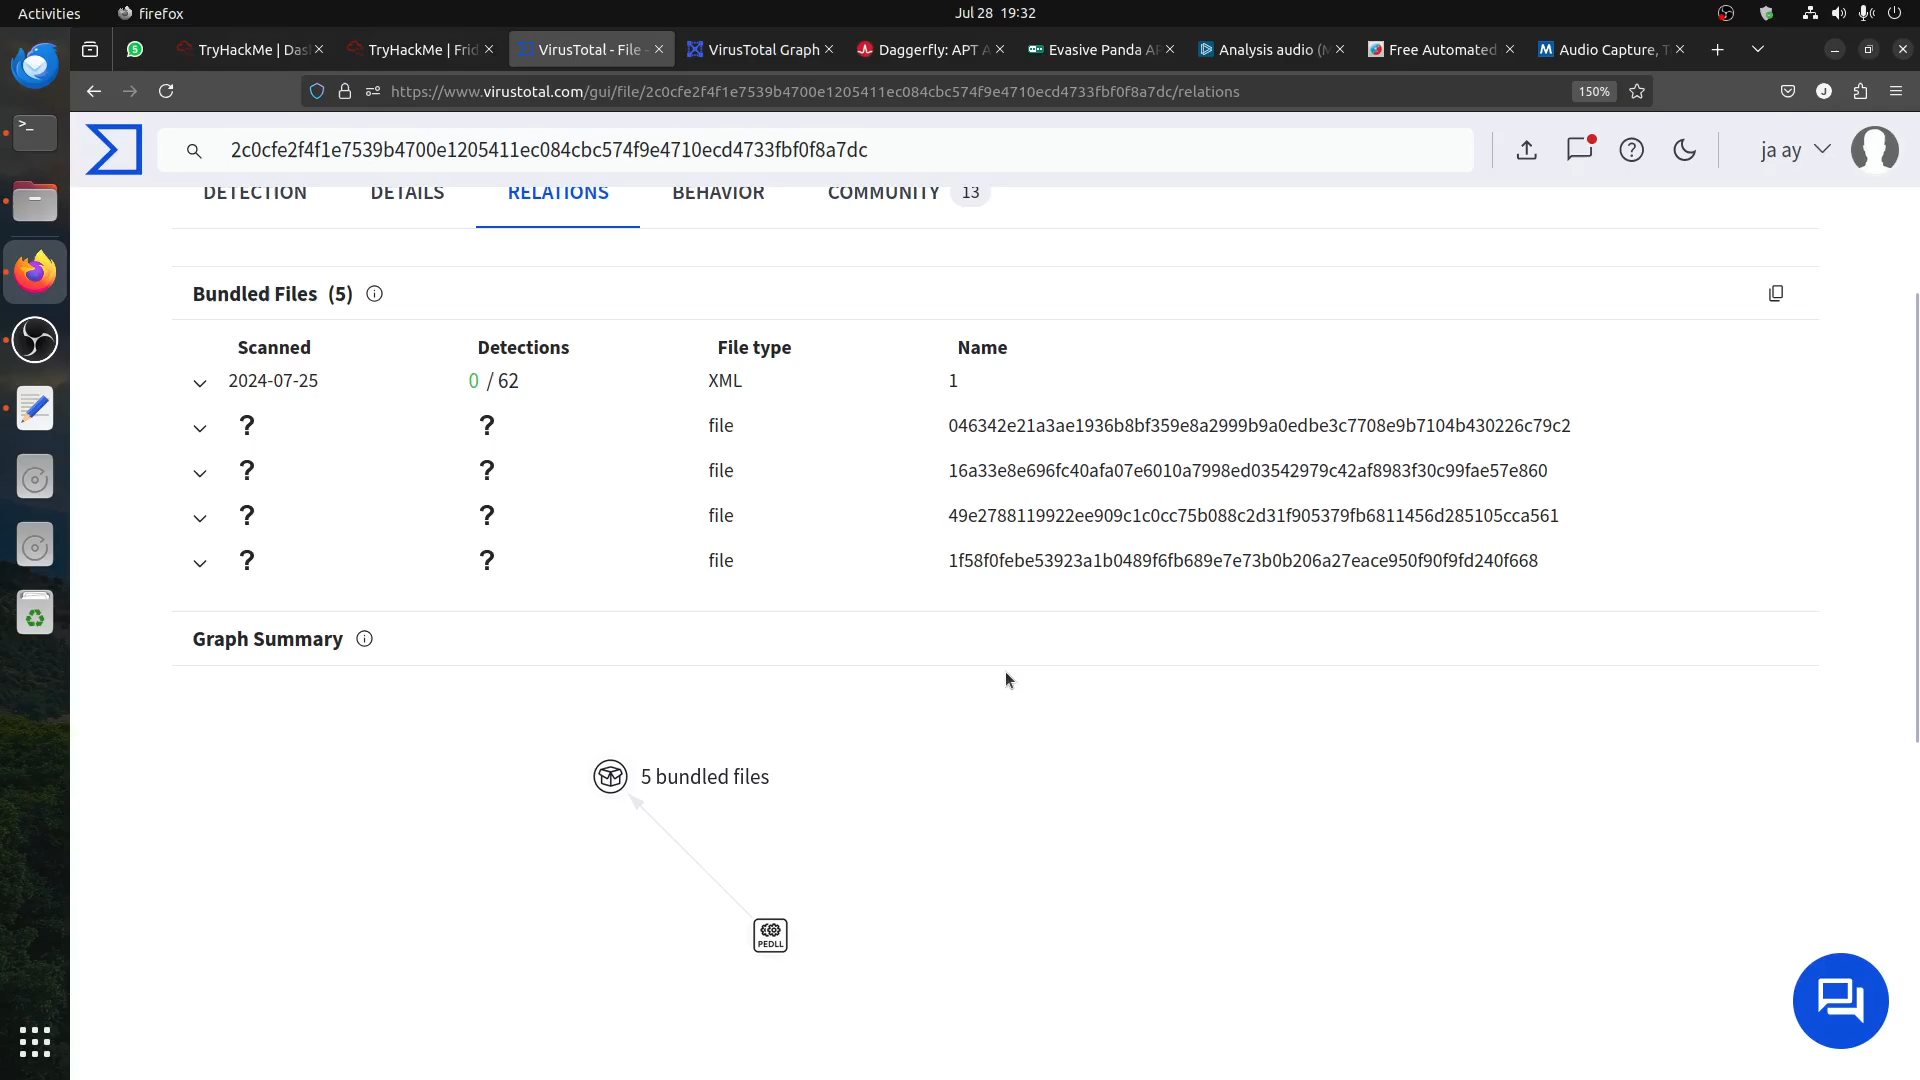 Activities
firefox
Jul 28 19:32
TryHackMe | Das
TryHackMe | Frid
VirusTotal - File -
VirusTotal Graph
Daggerfly: APT A
Evasive Panda AP
Analysis audio (M
Free Automated
Audio Capture, T
https://www.virustotal.com/gui/file/2c0cfe2f4f1e7539b4700e1205411ec084cbc574f9e4710ecd4733fbf0f8a7dc/relations
150%
J
2c0cfe2f4f1e7539b4700e1205411ec084cbc574f9e4710ecd4733fbf0f8a7dc
ja ay
DETECTION
DETAILS
RELATIONS
BEHAVIOR
COMMUNITY 13
Bundled Files (5)
Scanned Detections File type Name
2024-07-25 0 / 62 XML 1
? ? file 046342e21a3ae1936b8bf359e8a2999b9a0edbe3c7708e9b7104b430226c79c2
? ? file 16a33e8e696fc40afa07e6010a7998ed03542979c42af8983f30c99fae57e860
? ? file 49e2788119922ee909c1c0cc75b088c2d31f905379fb6811456d285105cca561
? ? file 1f58f0febe53923a1b0489f6fb689e7e73b0b206a27eace950f90f9fd240f668
Graph Summary
5 bundled files
PEDLL